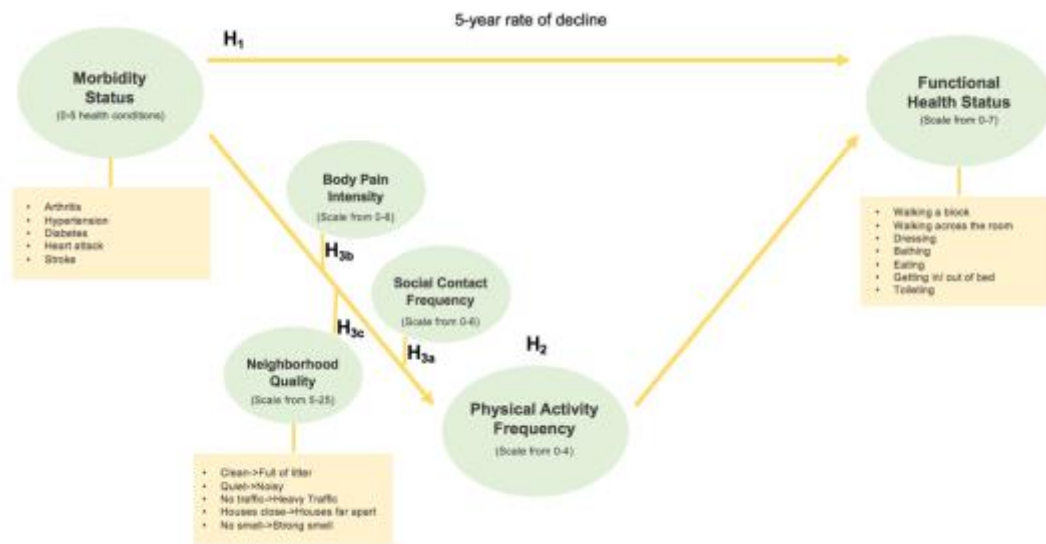 5-year rate of decline
H1
Morbidity
Status
(0-5 health conditions)
Functional
Health Status
(Scale from 0-7)
Body Pain
Intensity
(Scale from 0-8)
• Arthritis
• Hypertension
• Diabetes
• Heart attack
• Stroke
• Walking a block
• Walking across the room
• Dressing
• Bathing
• Eating
• Getting in/ out of bed
• Toileting
H3b
Social Contact
Frequency
(Scale from 0-6)
H3c
H3a
H2
Neighborhood
Quality
(Scale from 5-25)
Physical Activity
Frequency
(Scale from 0-4)
• Clean->Full of litter
• Quiet->Noisy
• No traffic->Heavy Traffic
• Houses close->Houses far apart
• No smell->Strong smell